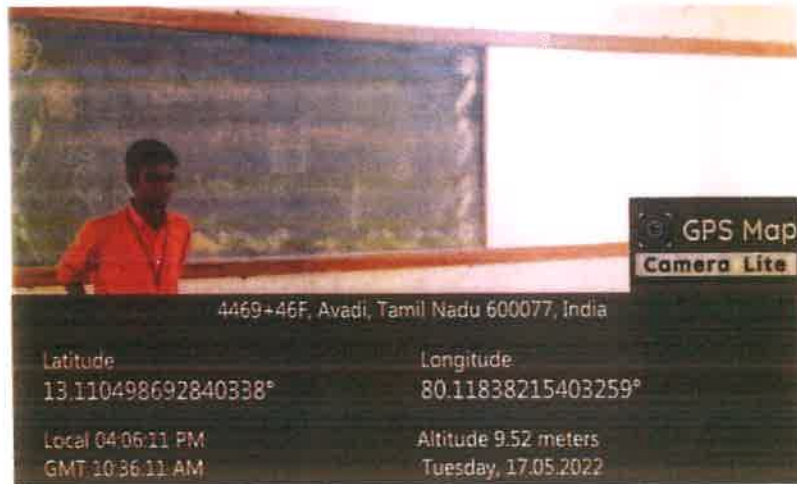 GPS Map
Camera Lite
4469+46F, Avadi, Tamil Nadu 600077, India
Latitude
13.110498692840338°
Longitude
80.11838215403259°
Local 04:06:11 PM
GMT 10:36:11 AM
Altitude 9.52 meters
Tuesday, 17.05.2022